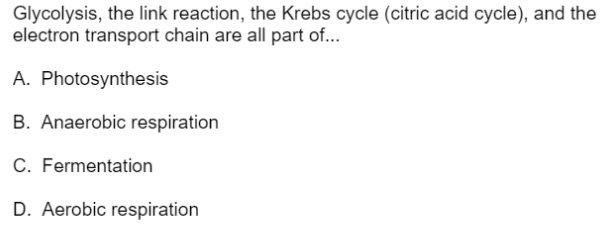 Glycolysis, the link reaction, the Krebs cycle (citric acid cycle), and the
electron transport chain are all part of...
A. Photosynthesis
B. Anaerobic respiration
C. Fermentation
D. Aerobic respiration